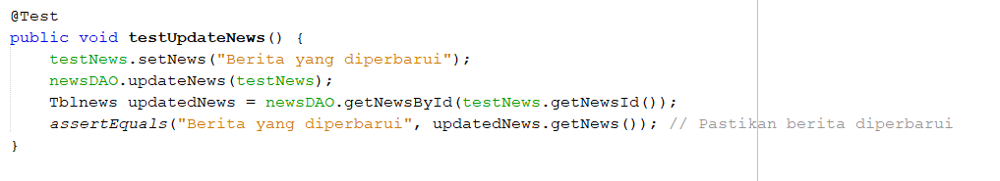 @Test
public void testUpdateNews() {
    testNews.setNews("Berita yang diperbarui");
    newsDAO.updateNews(testNews);
    Tblnews updatedNews = newsDAO.getNewsById(testNews.getNewsId());
    assertEquals("Berita yang diperbarui", updatedNews.getNews()); // Pastikan berita diperbarui
}